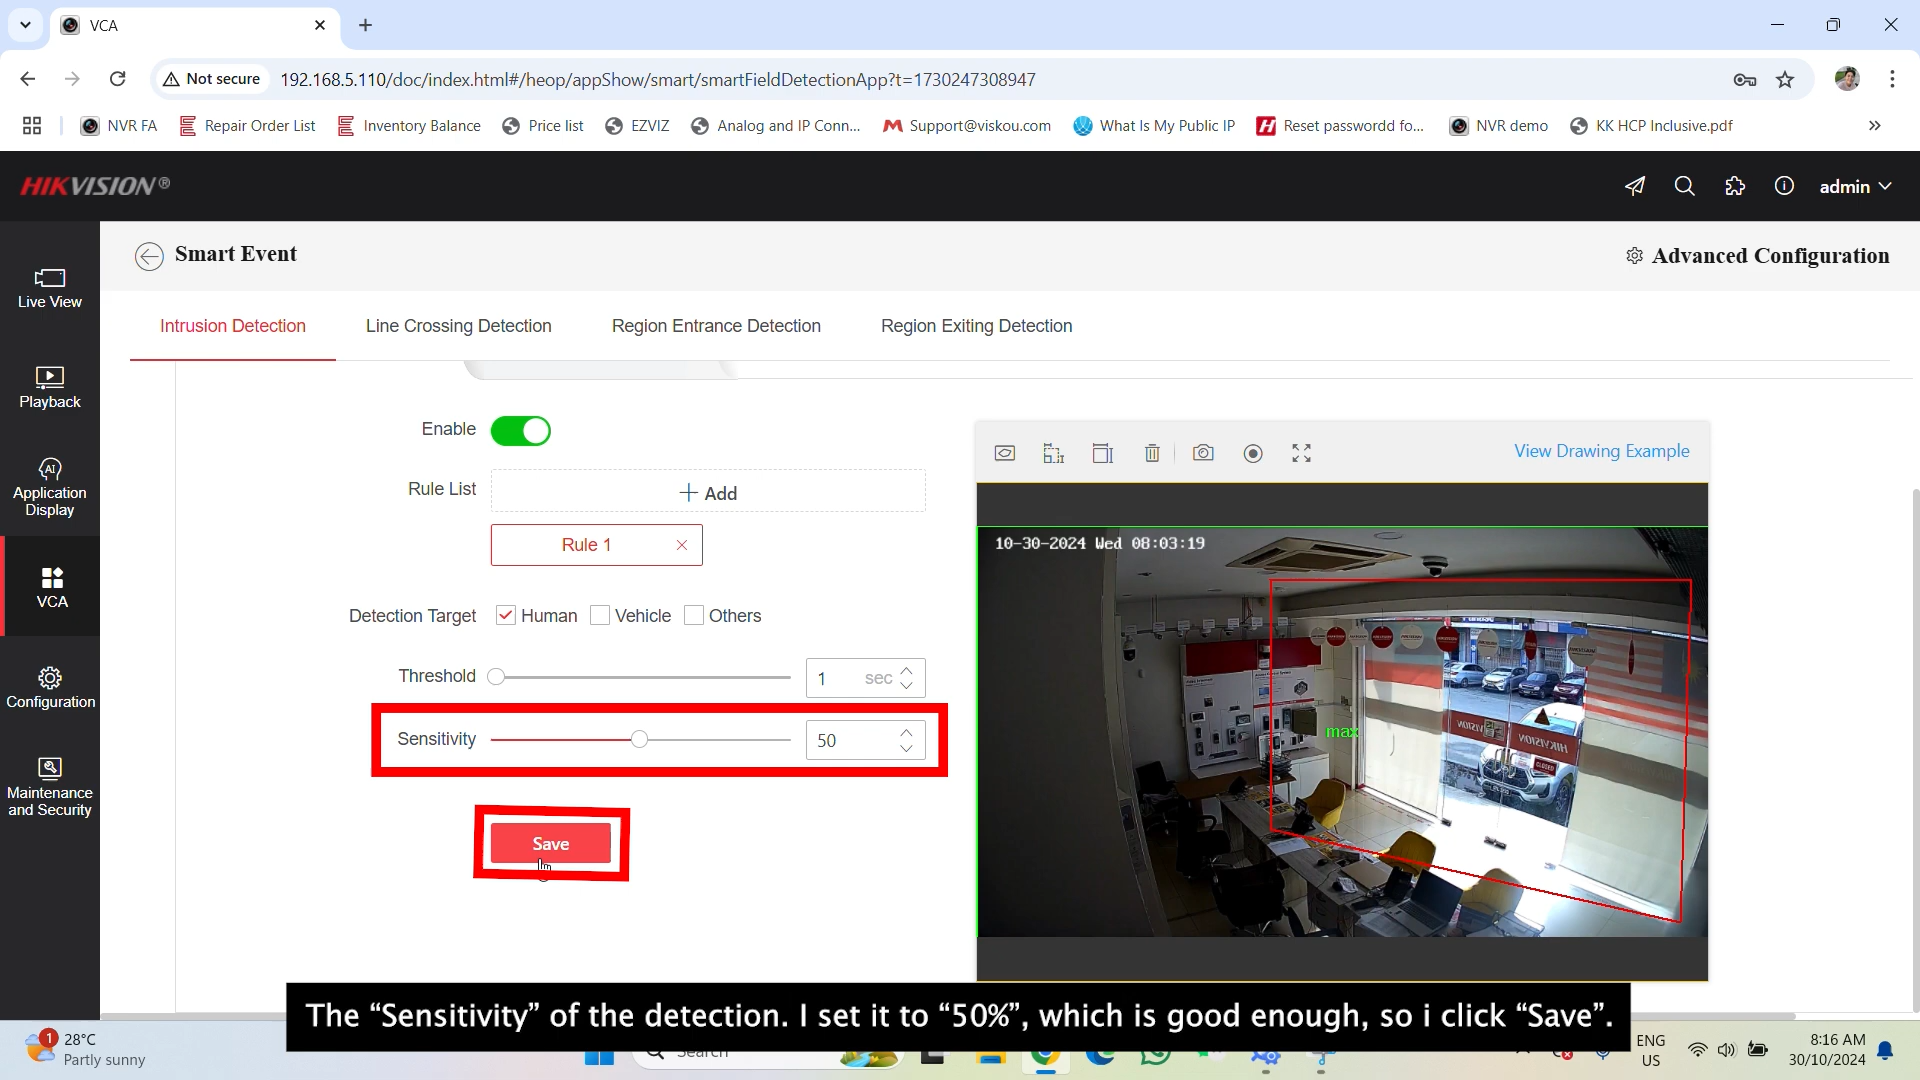 VCA
Not secure
192.168.5.110/doc/index.html#/heop/appShow/smart/smartFieldDetectionApp?t=1730247308947
NVR FA
Repair Order List
Inventory Balance
Price list
EZVIZ
Analog and IP Conn...
Support@viskou.com
What Is My Public IP
Reset passwordd fo...
NVR demo
KK HCP Inclusive.pdf
HIKVISION®
admin
Smart Event
Advanced Configuration
Live View
Playback
AI
Application
Display
VCA
Configuration
Maintenance
and Security
Intrusion Detection
Line Crossing Detection
Region Entrance Detection
Region Exiting Detection
Enable
Rule List
+ Add
Rule 1
Detection Target
Human
Vehicle
Others
Threshold
1 sec
Sensitivity
50
Save
View Drawing Example
10-30-2024 Wed 08:03:19
max
HIKVISION
CLOSED
The “Sensitivity” of the detection. I set it to “50%”, which is good enough, so i click “Save”.
1
28°C
Partly sunny
Search
ENG
US
8:16 AM
30/10/2024